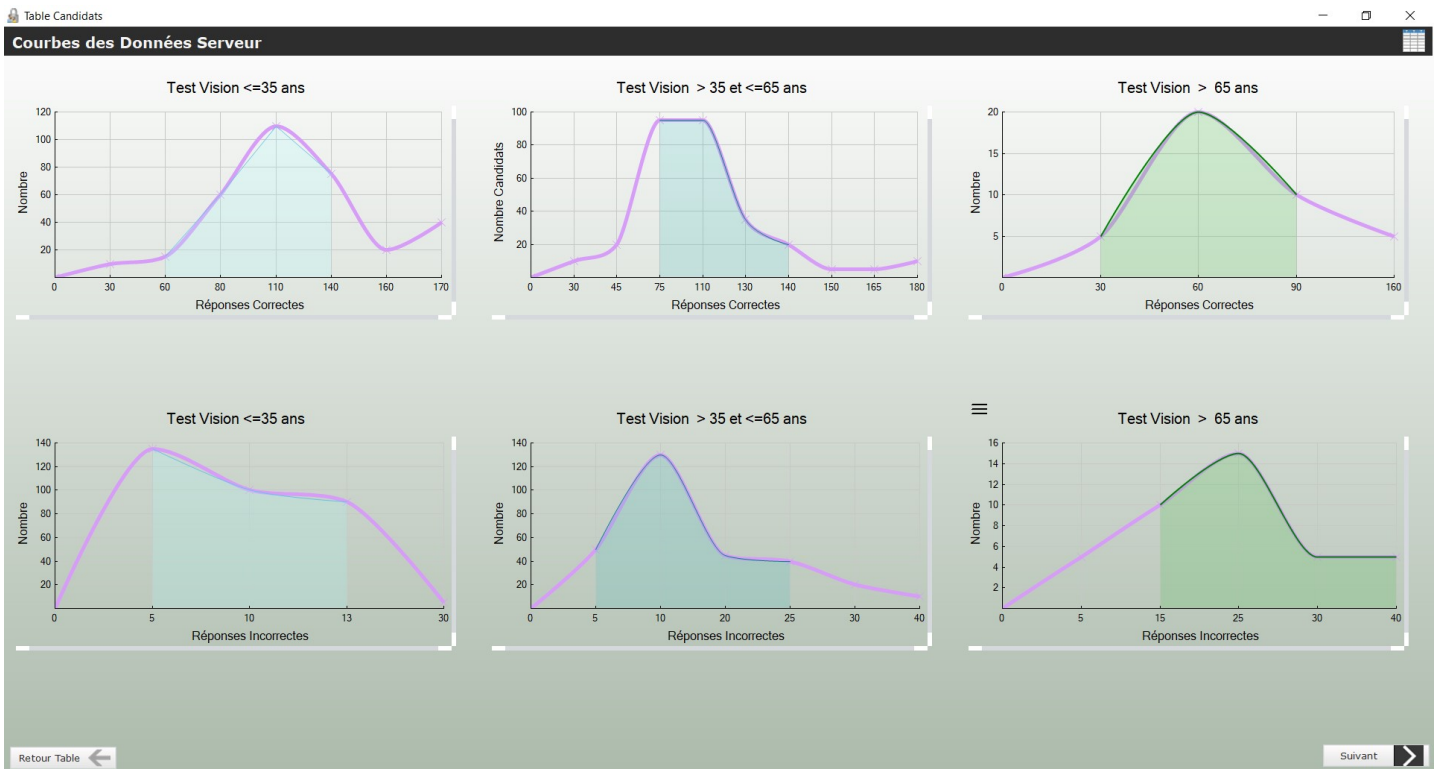 Table Candidats
Courbes des Données Serveur
Test Vision <=35 ans
120
100
80
60
40
20
Nombre
0 30 60 80 110 140 160 170
Réponses Correctes
Test Vision > 35 et <=65 ans
100
80
60
40
20
Nombre Candidats
0 30 45 75 110 130 140 150 165 180
Réponses Correctes
Test Vision > 65 ans
20
15
10
5
Nombre
0 30 60 90 160
Réponses Correctes
Test Vision <=35 ans
140
120
100
80
60
40
20
Nombre
0 5 10 13 30
Réponses Incorrectes
Test Vision > 35 et <=65 ans
140
120
100
80
60
40
20
Nombre
0 5 10 20 25 30 40
Réponses Incorrectes
Test Vision > 65 ans
16
14
12
10
8
6
4
2
Nombre
0 5 15 25 30 40
Réponses Incorrectes
Retour Table
Suivant